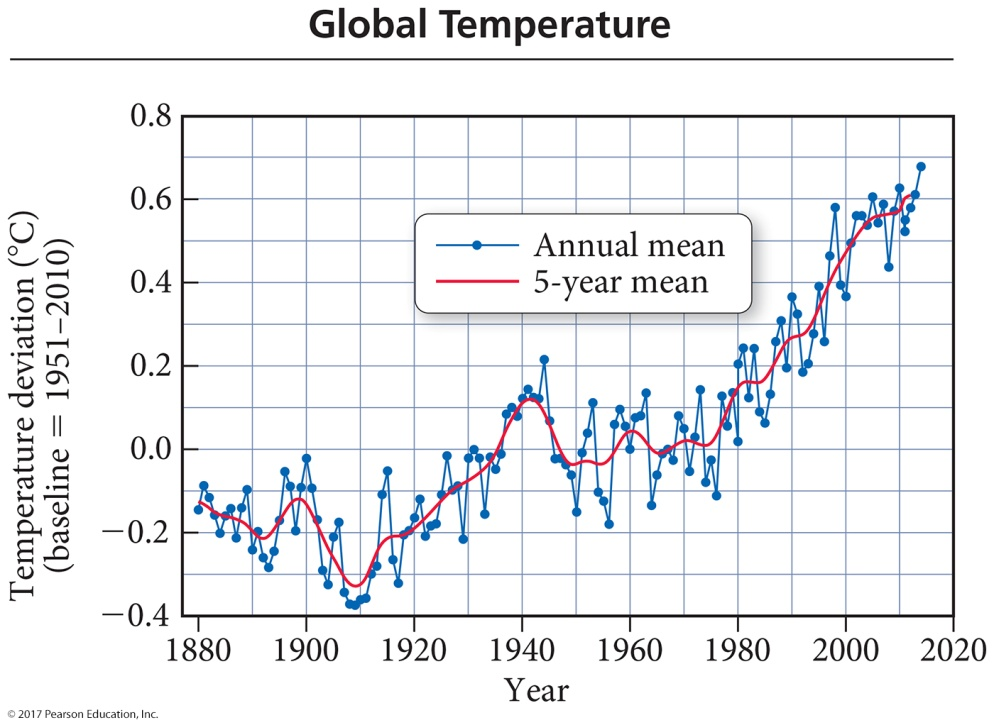 Global Temperature
Temperature deviation (°C)
(baseline = 1951–2010)
0.8
0.6
0.4
0.2
0.0
−0.2
−0.4
Annual mean
5-year mean
1880 1900 1920 1940 1960 1980 2000 2020
Year
© 2017 Pearson Education, Inc.